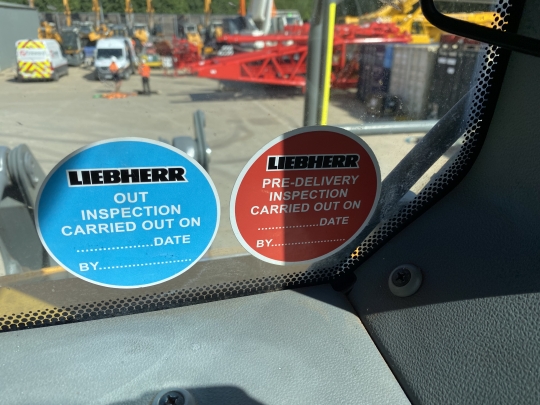 LIEBHERR
OUT
INSPECTION
CARRIED OUT ON
..................DATE
BY.........................
LIEBHERR
PRE-DELIVERY
INSPECTION
CARRIED OUT ON
..................DATE
BY.........................